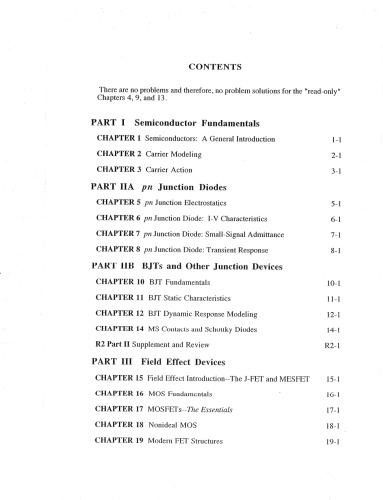 CONTENTS
There are no problems and therefore, no problem solutions for the "read-only"
Chapters 4, 9, and 13.
PART I Semiconductor Fundamentals
CHAPTER 1 Semiconductors: A General Introduction 1-1
CHAPTER 2 Carrier Modeling 2-1
CHAPTER 3 Carrier Action 3-1
PART IIA pn Junction Diodes
CHAPTER 5 pn Junction Electrostatics 5-1
CHAPTER 6 pn Junction Diode: I-V Characteristics 6-1
CHAPTER 7 pn Junction Diode: Small-Signal Admittance 7-1
CHAPTER 8 pn Junction Diode: Transient Response 8-1
PART IIB BJTs and Other Junction Devices
CHAPTER 10 BJT Fundamentals 10-1
CHAPTER 11 BJT Static Characteristics 11-1
CHAPTER 12 BJT Dynamic Response Modeling 12-1
CHAPTER 14 MS Contacts and Schottky Diodes 14-1
R2 Part II Supplement and Review R2-1
PART III Field Effect Devices
CHAPTER 15 Field Effect Introduction--The J-FET and MESFET 15-1
CHAPTER 16 MOS Fundamentals 16-1
CHAPTER 17 MOSFETs--The Essentials 17-1
CHAPTER 18 Nonideal MOS 18-1
CHAPTER 19 Modern FET Structures 19-1